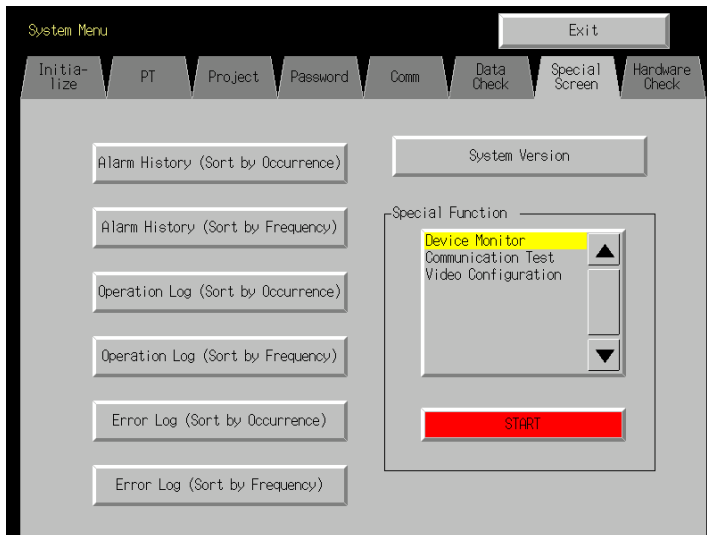 System Menu
Exit
Initia-
lize
PT
Project
Password
Comm
Data
Check
Special
Screen
Hardware
Check
Alarm History (Sort by Occurrence)
Alarm History (Sort by Frequency)
Operation Log (Sort by Occurrence)
Operation Log (Sort by Frequency)
Error Log (Sort by Occurrence)
Error Log (Sort by Frequency)
System Version
Special Function
Device Monitor
Communication Test
Video Configuration
START